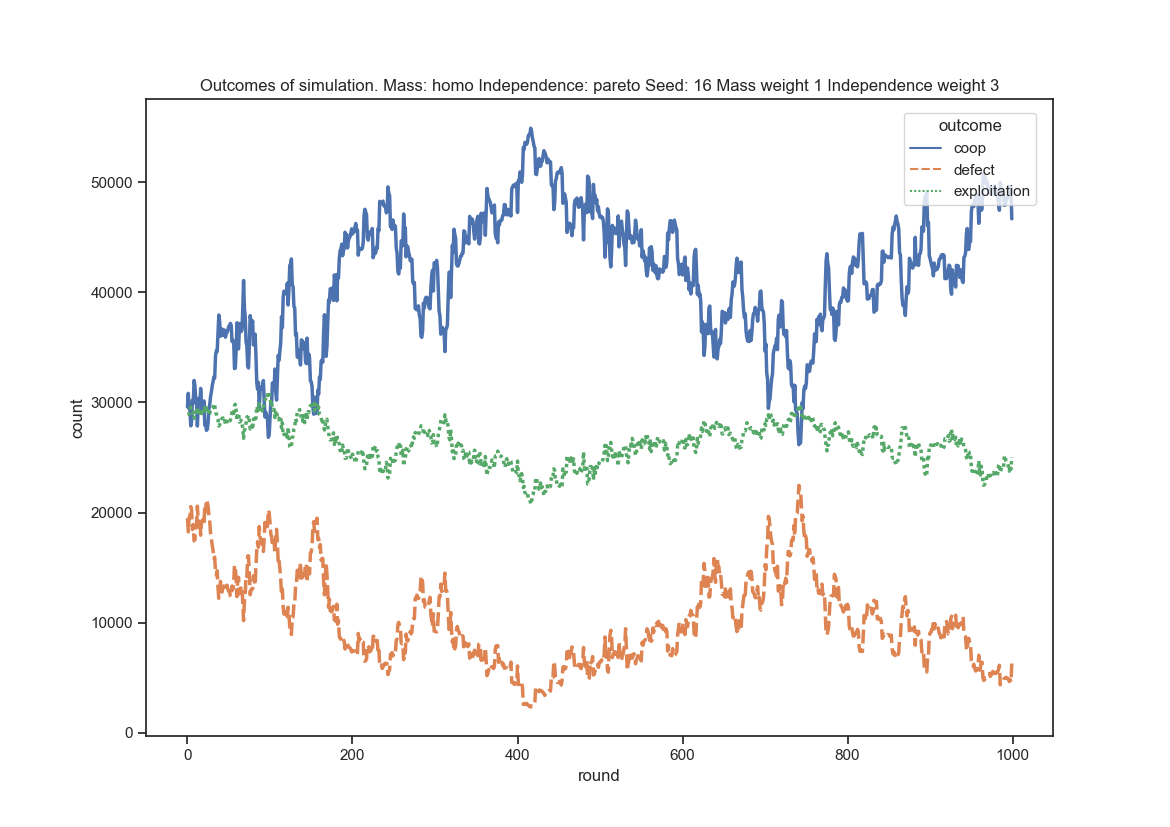 Outcomes of simulation. Mass: homo Independence: pareto Seed: 16 Mass weight 1 Independence weight 3
outcome
coop
defect
exploitation
50000
40000
30000
20000
10000
0
count
0 200 400 600 800 1000
round